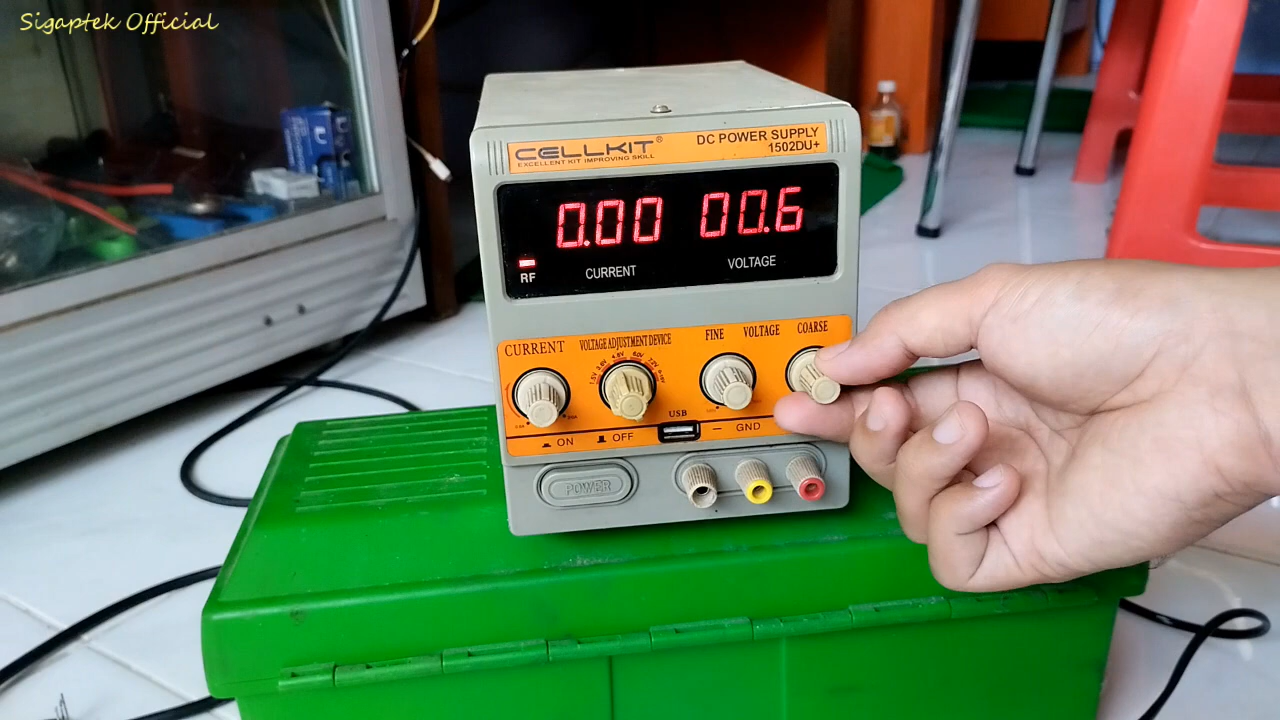 Sigaptek Official
CELLKIT®
EXCELLENT KIT IMPROVING SKILL
DC POWER SUPPLY
1502DU+
0.00 00.6
RF
CURRENT
VOLTAGE
CURRENT
VOLTAGE ADJUSTMENT DEVICE
FINE VOLTAGE COARSE
ON OFF
USB
— GND
POWER